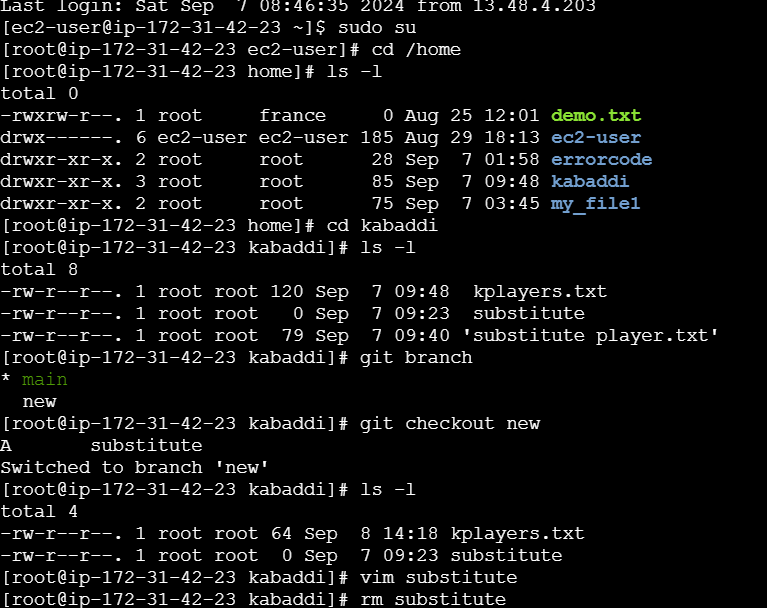 Last login: Sat Sep  7 08:46:35 2024 from 13.48.4.203
[ec2-user@ip-172-31-42-23 ~]$ sudo su
[root@ip-172-31-42-23 ec2-user]# cd /home
[root@ip-172-31-42-23 home]# ls -l
total 0
-rwxrw-r--. 1 root     france     0 Aug 25 12:01 demo.txt
drwx------. 6 ec2-user ec2-user 185 Aug 29 18:13 ec2-user
drwxr-xr-x. 2 root     root      28 Sep  7 01:58 errorcode
drwxr-xr-x. 3 root     root      85 Sep  7 09:48 kabaddi
drwxr-xr-x. 2 root     root      75 Sep  7 03:45 my_file1
[root@ip-172-31-42-23 home]# cd kabaddi
[root@ip-172-31-42-23 kabaddi]# ls -l
total 8
-rw-r--r--. 1 root root 120 Sep  7 09:48  kplayers.txt
-rw-r--r--. 1 root root   0 Sep  7 09:23  substitute
-rw-r--r--. 1 root root  79 Sep  7 09:40 'substitute player.txt'
[root@ip-172-31-42-23 kabaddi]# git branch
* main
  new
[root@ip-172-31-42-23 kabaddi]# git checkout new
A       substitute
Switched to branch 'new'
[root@ip-172-31-42-23 kabaddi]# ls -l
total 4
-rw-r--r--. 1 root root 64 Sep  8 14:18 kplayers.txt
-rw-r--r--. 1 root root  0 Sep  7 09:23 substitute
[root@ip-172-31-42-23 kabaddi]# vim substitute
[root@ip-172-31-42-23 kabaddi]# rm substitute